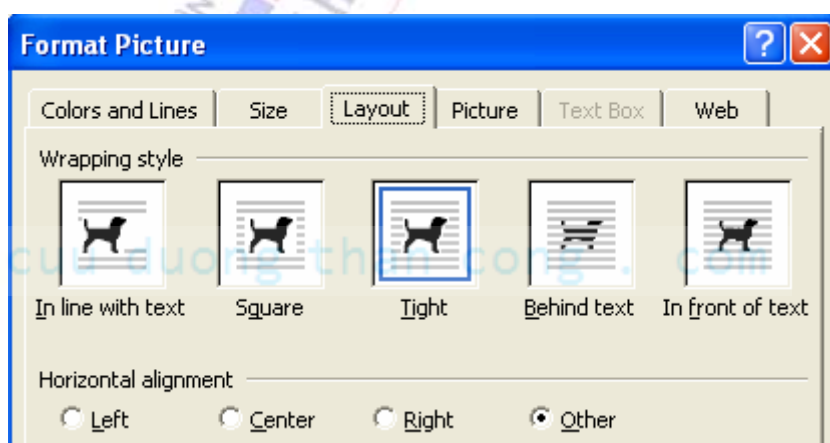 Format Picture
Colors and Lines Size Layout Picture Text Box Web
Wrapping style
cuu duong than cong . com
In line with text Square Tight Behind text In front of text
Horizontal alignment
Left Center Right Other